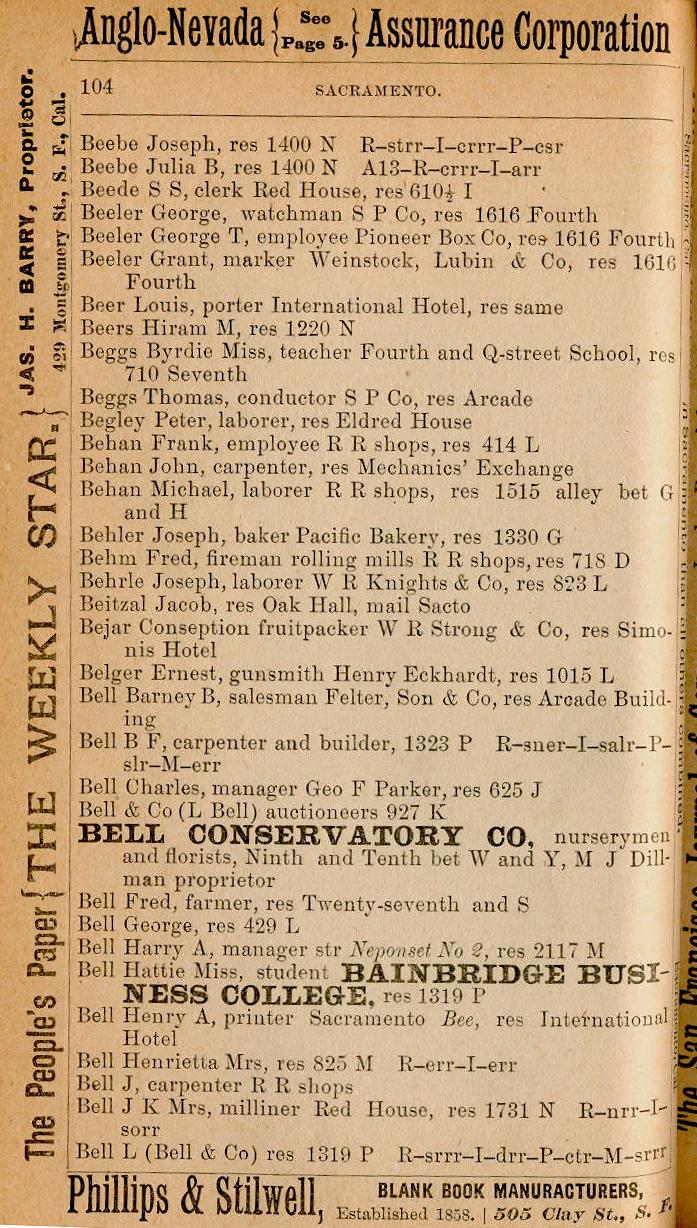 Anglo-Nevada { See Page 5. } Assurance Corporation
104 SACRAMENTO.
Beebe Joseph, res 1400 N R–strr–I–crrr–P–csr
Beebe Julia B, res 1400 N A13–R–crrr–I–arr
Beede S S, clerk Red House, res 610½ I
Beeler George, watchman S P Co, res 1616 Fourth
Beeler George T, employee Pioneer Box Co, res 1616 Fourth
Beeler Grant, marker Weinstock, Lubin & Co, res 1616
Fourth
Beer Louis, porter International Hotel, res same
Beers Hiram M, res 1220 N
Beggs Byrdie Miss, teacher Fourth and Q-street School, res
710 Seventh
Beggs Thomas, conductor S P Co, res Arcade
Begley Peter, laborer, res Eldred House
Behan Frank, employee R R shops, res 414 L
Behan John, carpenter, res Mechanics' Exchange
Behan Michael, laborer R R shops, res 1515 alley bet G
and H
Behler Joseph, baker Pacific Bakery, res 1330 G
Behm Fred, fireman rolling mills R R shops, res 718 D
Behrle Joseph, laborer W R Knights & Co, res 823 L
Beitzal Jacob, res Oak Hall, mail Sacto
Bejar Conseption fruitpacker W R Strong & Co, res Simo-
nis Hotel
Belger Ernest, gunsmith Henry Eckhardt, res 1015 L
Bell Barney B, salesman Felter, Son & Co, res Arcade Build-
ing
Bell B F, carpenter and builder, 1323 P R–sner–I–salr–P–
slr–M–err
Bell Charles, manager Geo F Parker, res 625 J
Bell & Co (L Bell) auctioneers 927 K
BELL CONSERVATORY CO, nurserymen
and florists, Ninth and Tenth bet W and Y, M J Dill-
man proprietor
Bell Fred, farmer, res Twenty-seventh and S
Bell George, res 429 L
Bell Harry A, manager str Neponset No 2, res 2117 M
Bell Hattie Miss, student BAINBRIDGE BUSI-
NESS COLLEGE, res 1319 P
Bell Henry A, printer Sacramento Bee, res International
Hotel
Bell Henrietta Mrs, res 825 M R–err–I–err
Bell J, carpenter R R shops
Bell J K Mrs, milliner Red House, res 1731 N R–nrr–I–
sorr
Bell L (Bell & Co) res 1319 P R–srrr–I–drr–P–ctr–M–srrr
Phillips & Stilwell, BLANK BOOK MANURACTURERS,
Established 1858. | 505 Clay St., S. F.
The People's Paper { THE WEEKLY STAR. } JAS. H. BARRY, Proprietor.
429 Montgomery St., S. F., Cal.
The San Francisco
in Sacramento than all others combined.